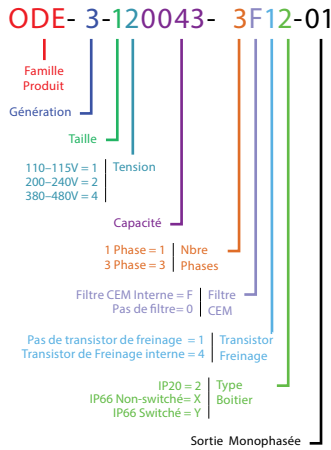 ODE- 3-120043- 3F12-01
Famille
Produit
Génération
Taille
110–115V = 1
200–240V = 2
380–480V = 4
Tension
Capacité
1 Phase = 1
3 Phase = 3
Nbre
Phases
Filtre CEM Interne = F
Pas de filtre= 0
Filtre
CEM
Pas de transistor de freinage = 1
Transistor de Freinage interne = 4
Transistor
Freinage
IP20 = 2
IP66 Non-switché= X
IP66 Switché = Y
Type
Boitier
Sortie Monophasée